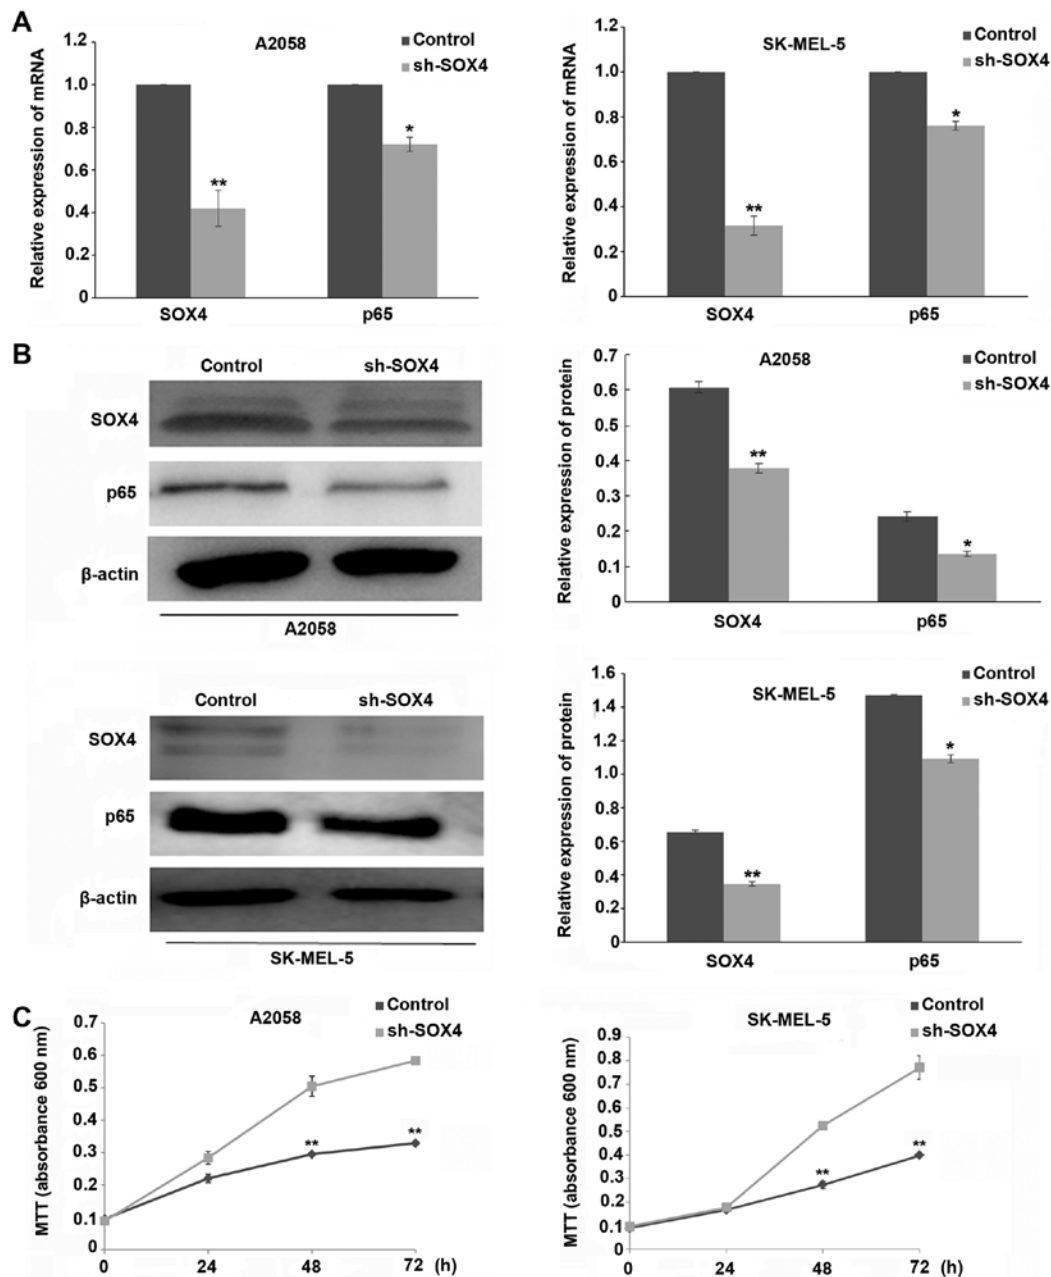 A
A2058
Control
sh-SOX4
Relative expression of mRNA
1.2
1.0
0.8
0.6
0.4
0.2
0
**
*
SOX4
p65
SK-MEL-5
Control
sh-SOX4
Relative expression of mRNA
1.2
1.0
0.8
0.6
0.4
0.2
0
**
*
SOX4
p65
B
Control
sh-SOX4
SOX4
p65
β-actin
A2058
A2058
Control
sh-SOX4
Relative expression of protein
0.7
0.6
0.5
0.4
0.3
0.2
0.1
0
**
*
SOX4
p65
Control
sh-SOX4
SOX4
p65
β-actin
SK-MEL-5
SK-MEL-5
Control
sh-SOX4
Relative expression of protein
1.6
1.4
1.2
1.0
0.8
0.6
0.4
0.2
0
**
*
SOX4
p65
C
A2058
Control
sh-SOX4
MTT (absorbance 600 nm)
0.7
0.6
0.5
0.4
0.3
0.2
0.1
0
**
**
0
24
48
72
(h)
SK-MEL-5
Control
sh-SOX4
MTT (absorbance 600 nm)
0.9
0.8
0.7
0.6
0.5
0.4
0.3
0.2
0.1
0
**
**
0
24
48
72
(h)